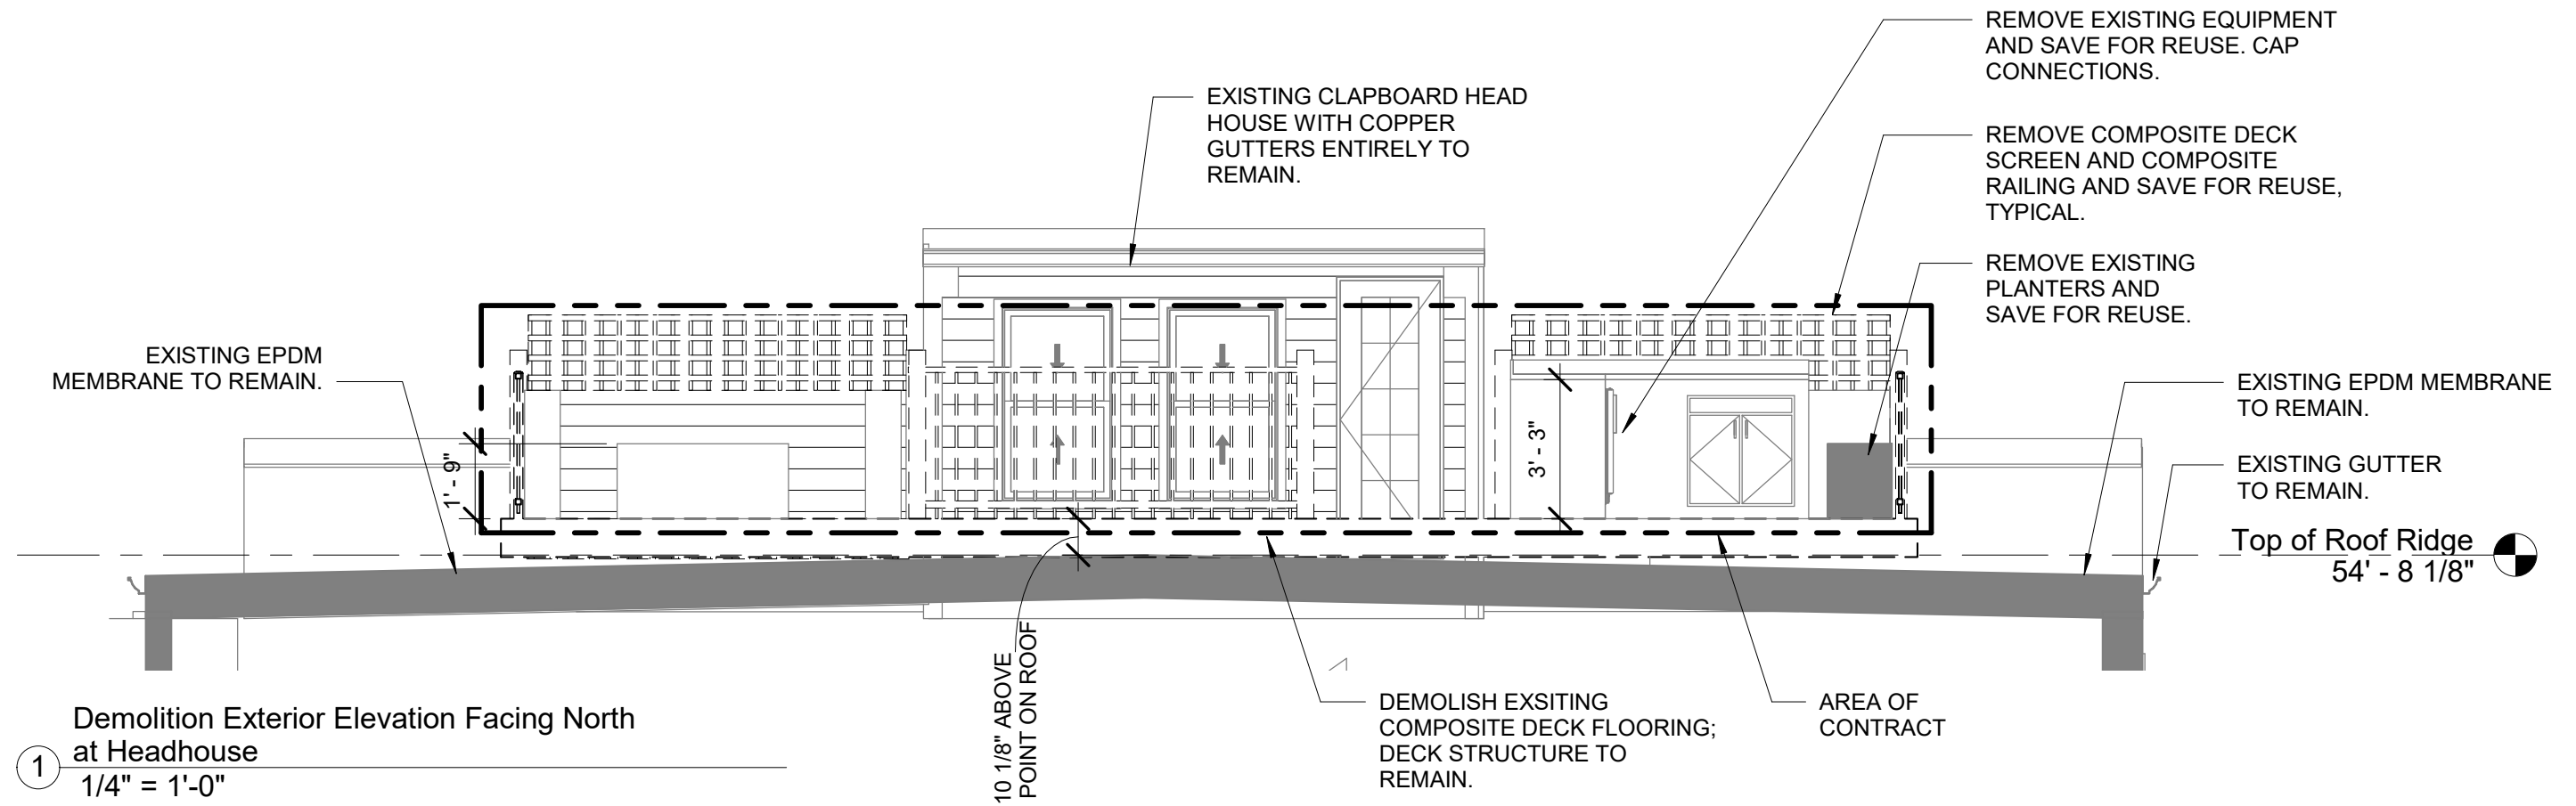 REMOVE EXISTING EQUIPMENT
AND SAVE FOR REUSE. CAP
CONNECTIONS.
EXISTING CLAPBOARD HEAD
HOUSE WITH COPPER
GUTTERS ENTIRELY TO
REMAIN.
REMOVE COMPOSITE DECK
SCREEN AND COMPOSITE
RAILING AND SAVE FOR REUSE,
TYPICAL.
REMOVE EXISTING
PLANTERS AND
SAVE FOR REUSE.
EXISTING EPDM
MEMBRANE TO REMAIN.
EXISTING EPDM MEMBRANE
TO REMAIN.
1' - 9"
3' - 3"
EXISTING GUTTER
TO REMAIN.
Top of Roof Ridge
54' - 8 1/8"
10 1/8" ABOVE
POINT ON ROOF
DEMOLISH EXSITING
COMPOSITE DECK FLOORING;
DECK STRUCTURE TO
REMAIN.
AREA OF
CONTRACT
1
Demolition Exterior Elevation Facing North
at Headhouse
1/4" = 1'-0"